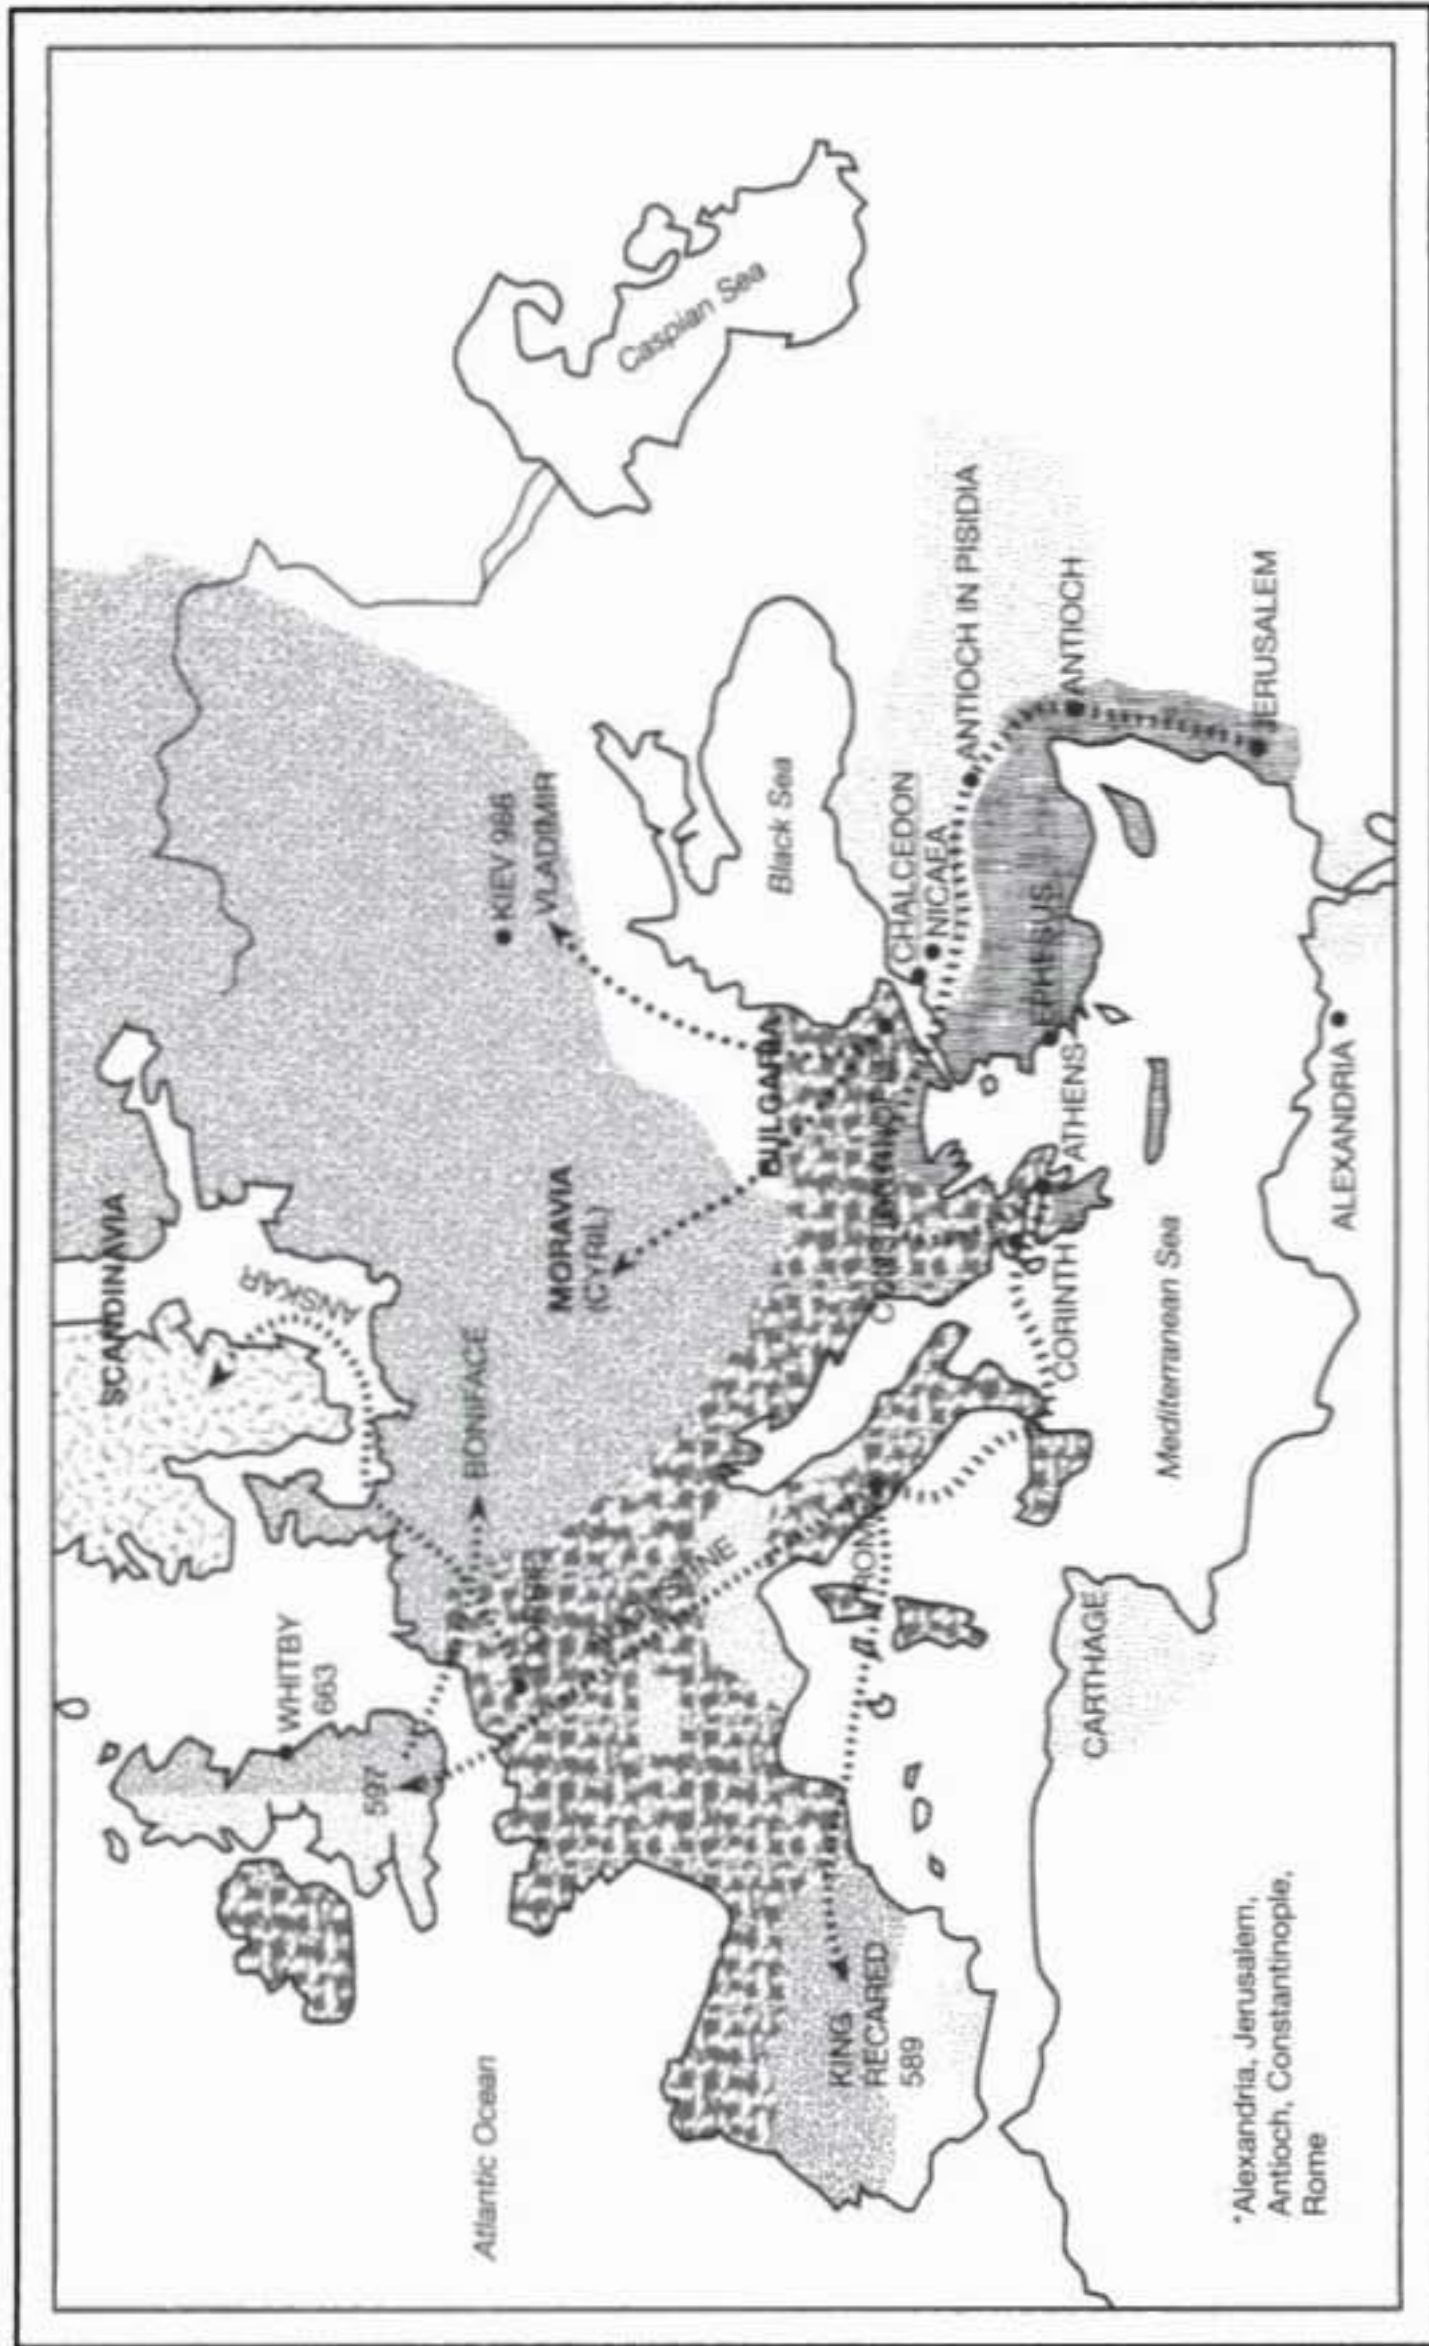 SCANDINAVIA
ANSKAR
WHITBY
663
597
BONIFACE
KIEV 988
VLADIMIR
MORAVIA
(CYRIL)
Atlantic Ocean
Caspian Sea
Black Sea
BULGARIA
KING
RECARED
589
ROME
CHALCEDON
NICAEA
ANTIOCH IN PISIDIA
EPHESUS
ATHENS
CORINTH
ANTIOCH
CARTHAGE
Mediterranean Sea
JERUSALEM
ALEXANDRIA
*Alexandria, Jerusalem,
Antioch, Constantinople,
Rome